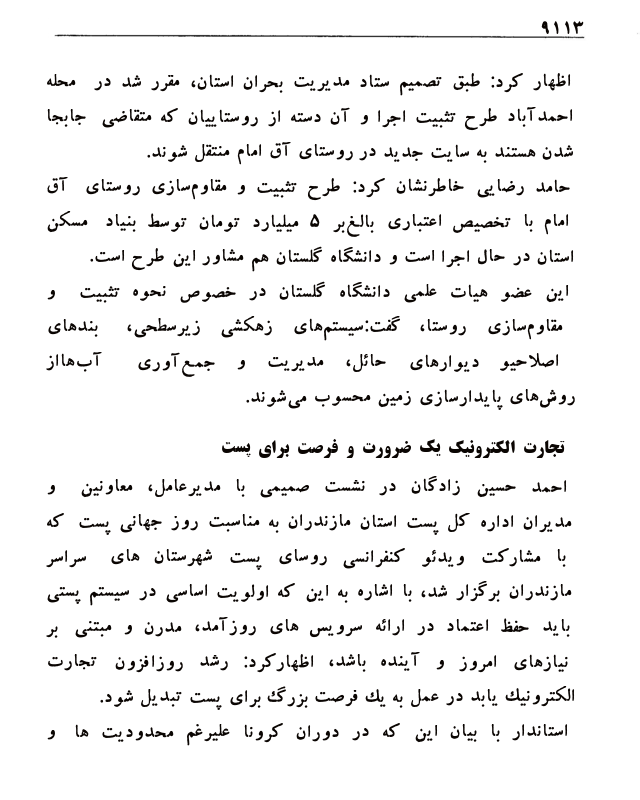 ۹۱۱۳
اظهار کرد: طبق تصمیم ستاد مدیریت بحران استان، مقرر شد در محله
احمدآباد طرح تثبیت اجرا و آن دسته از روستاییان که متقاضی جابجا
شدن هستند به سایت جدید در روستای آق امام منتقل شوند.
حامد رضایی خاطرنشان کرد: طرح تثبیت و مقاوم‌سازی روستای آق
امام با تخصیص اعتباری بالغ‌بر ۵ میلیارد تومان توسط بنیاد مسکن
استان در حال اجرا است و دانشگاه گلستان هم مشاور این طرح است.
این عضو هیات علمی دانشگاه گلستان در خصوص نحوه تثبیت و
مقاوم‌سازی روستا، گفت:سیستم‌های زهکشی زیرسطحی، بندهای
اصلاحیو دیوارهای حائل، مدیریت و جمع‌آوری آب‌هااز
روش‌های پایدارسازی زمین محسوب می‌شوند.
تجارت الکترونیک یک ضرورت و فرصت برای پست
احمد حسین زادگان در نشست صمیمی با مدیرعامل، معاونین و
مدیران اداره کل پست استان مازندران به مناسبت روز جهانی پست که
با مشارکت ویدئو کنفرانسی روسای پست شهرستان های سراسر
مازندران برگزار شد، با اشاره به این که اولویت اساسی در سیستم پستی
باید حفظ اعتماد در ارائه سرویس های روزآمد، مدرن و مبتنی بر
نیازهای امروز و آینده باشد، اظهارکرد: رشد روزافزون تجارت
الکترونیك یابد در عمل به یك فرصت بزرگ برای پست تبدیل شود.
استاندار با بیان این که در دوران کرونا علیرغم محدودیت ها و